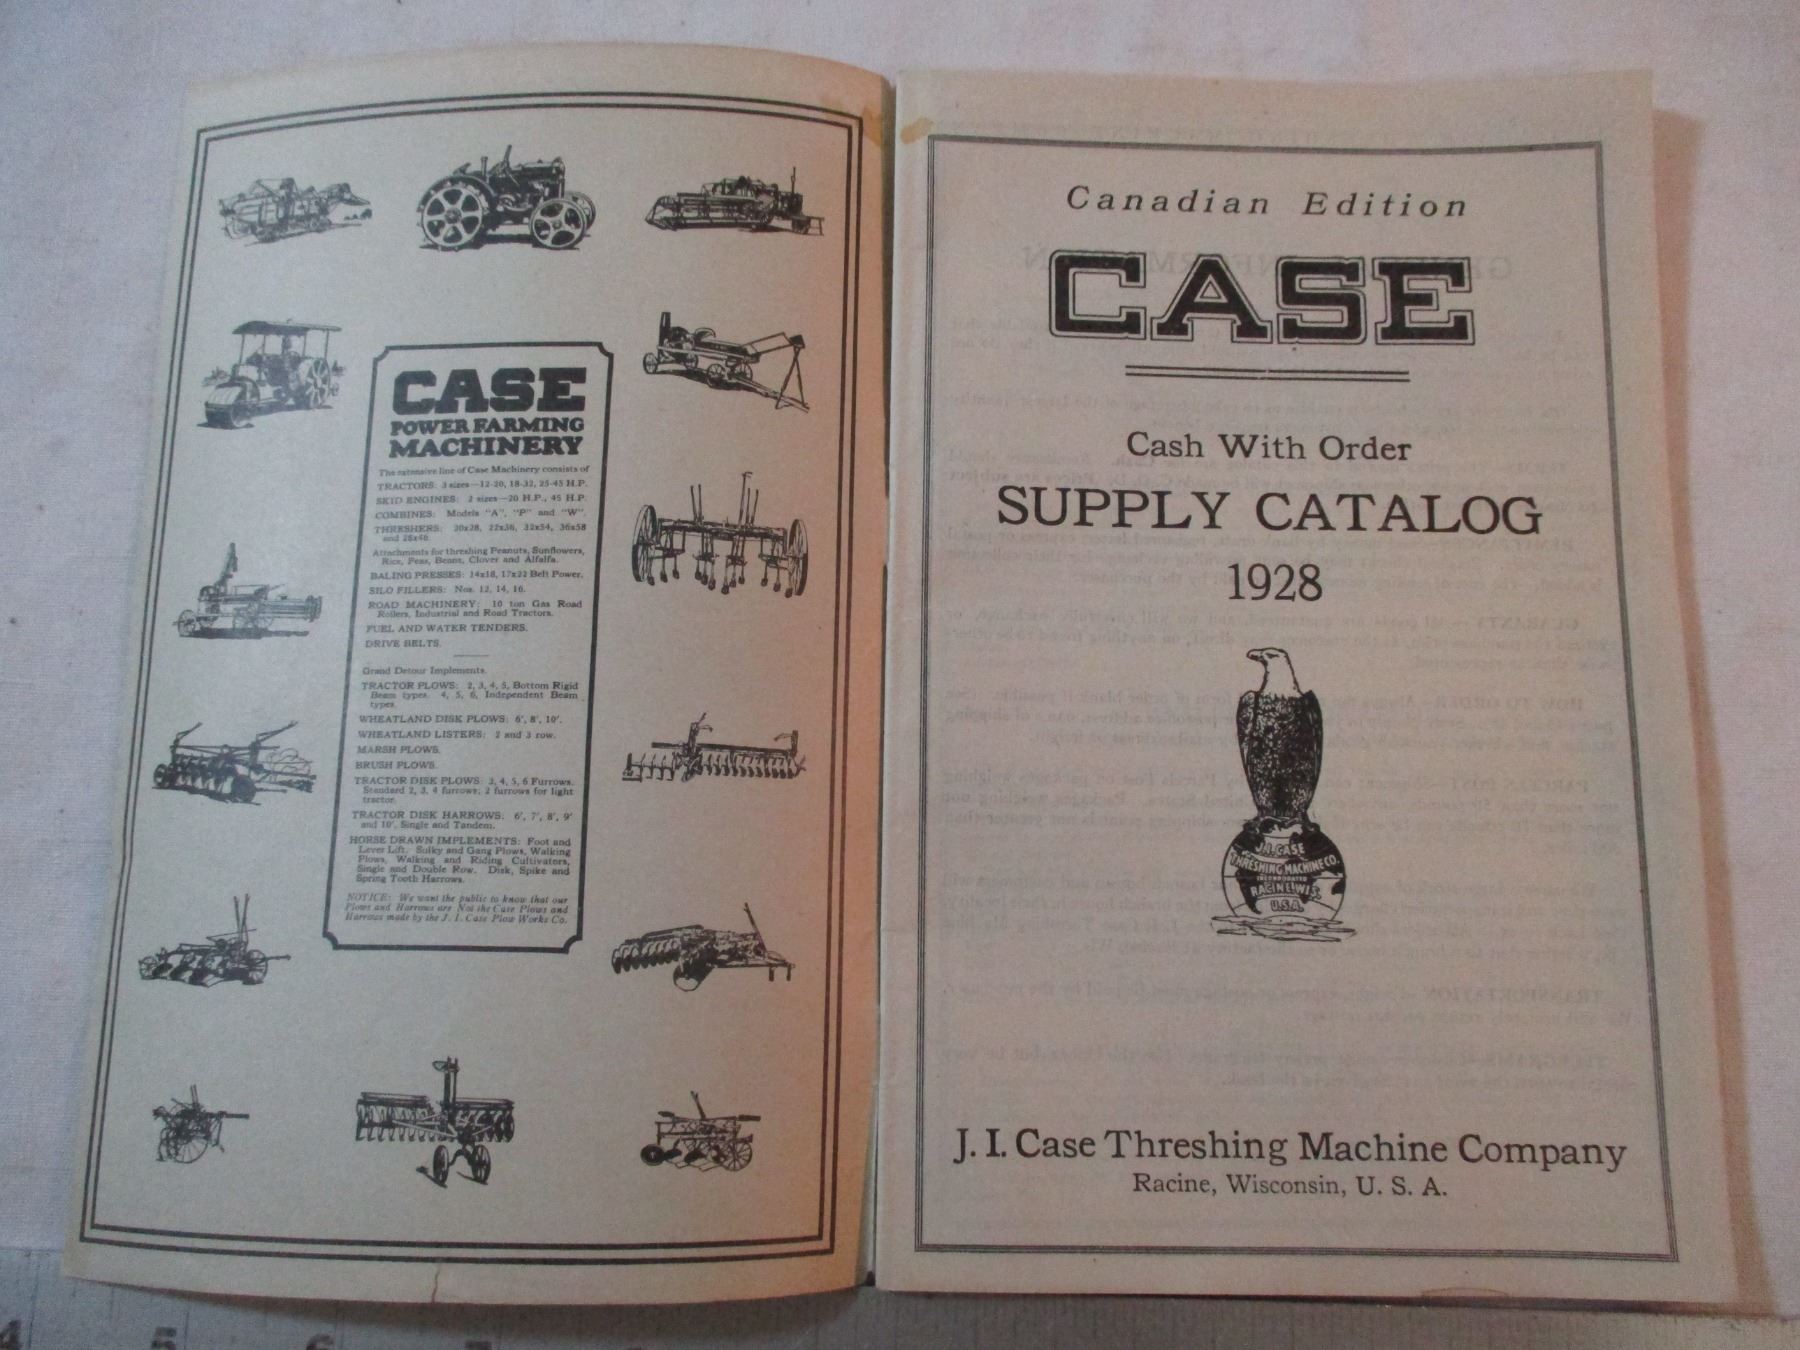 CASE
POWER FARMING
MACHINERY
The extensive line of Case Machinery consists of
TRACTORS: 3 sizes—12-20, 18-32, 25-45 H.P.
SKID ENGINES: 2 sizes—20 H.P., 45 H.P.
COMBINES: Models "A", "P" and "W".
THRESHERS: 20x28, 22x36, 32x54, 36x58
and 28x46.
Attachments for threshing Peanuts, Sunflowers,
Rice, Peas, Beans, Clover and Alfalfa.
BALING PRESSES: 14x18, 17x22 Belt Power.
SILO FILLERS: Nos. 12, 14, 16.
ROAD MACHINERY: 10 ton Gas Road
Rollers, Industrial and Road Tractors.
FUEL AND WATER TENDERS.
DRIVE BELTS.
Grand Detour Implements.
TRACTOR PLOWS: 2, 3, 4, 5, Bottom Rigid
Beam types. 4, 5, 6, Independent Beam
types.
WHEATLAND DISK PLOWS: 6', 8', 10'.
WHEATLAND LISTERS: 2 and 3 row.
MARSH PLOWS.
BRUSH PLOWS.
TRACTOR DISK PLOWS: 3, 4, 5, 6 Furrows.
Standard 2, 3, 4 furrows; 2 furrows for light
tractor.
TRACTOR DISK HARROWS: 6', 7', 8', 9'
and 10'. Single and Tandem.
HORSE DRAWN IMPLEMENTS: Foot and
Lever Lift. Sulky and Gang Plows, Walking
Plows, Walking and Riding Cultivators,
Single and Double Row. Disk, Spike and
Spring Tooth Harrows.
NOTICE: We want the public to know that our
Plows and Harrows are Not the Case Plows and
Harrows made by the J. I. Case Plow Works Co.
Canadian Edition
CASE
Cash With Order
SUPPLY CATALOG
1928
J.I. CASE
THRESHING MACHINE CO.
INCORPORATED
RACINE, WIS.
U.S.A.
J. I. Case Threshing Machine Company
Racine, Wisconsin, U. S. A.
4 5 6 7